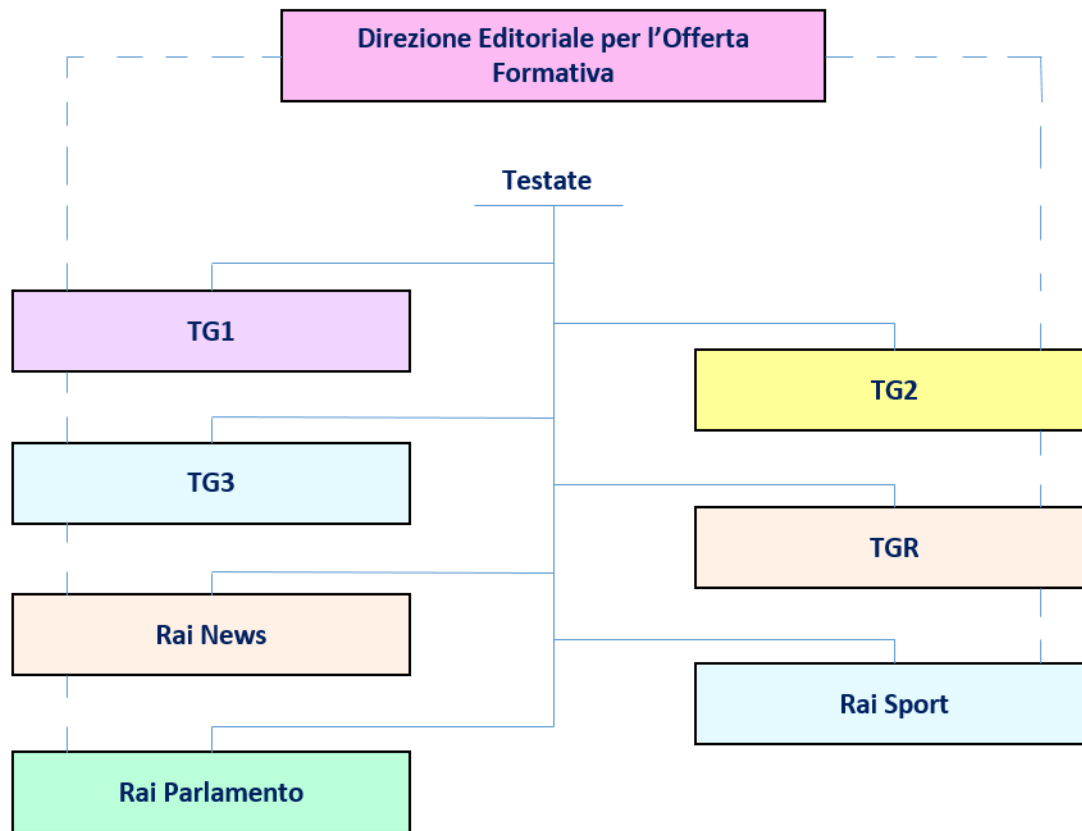 Direzione Editoriale per l’Offerta
Formativa
Testate
TG1
TG2
TG3
TGR
Rai News
Rai Sport
Rai Parlamento